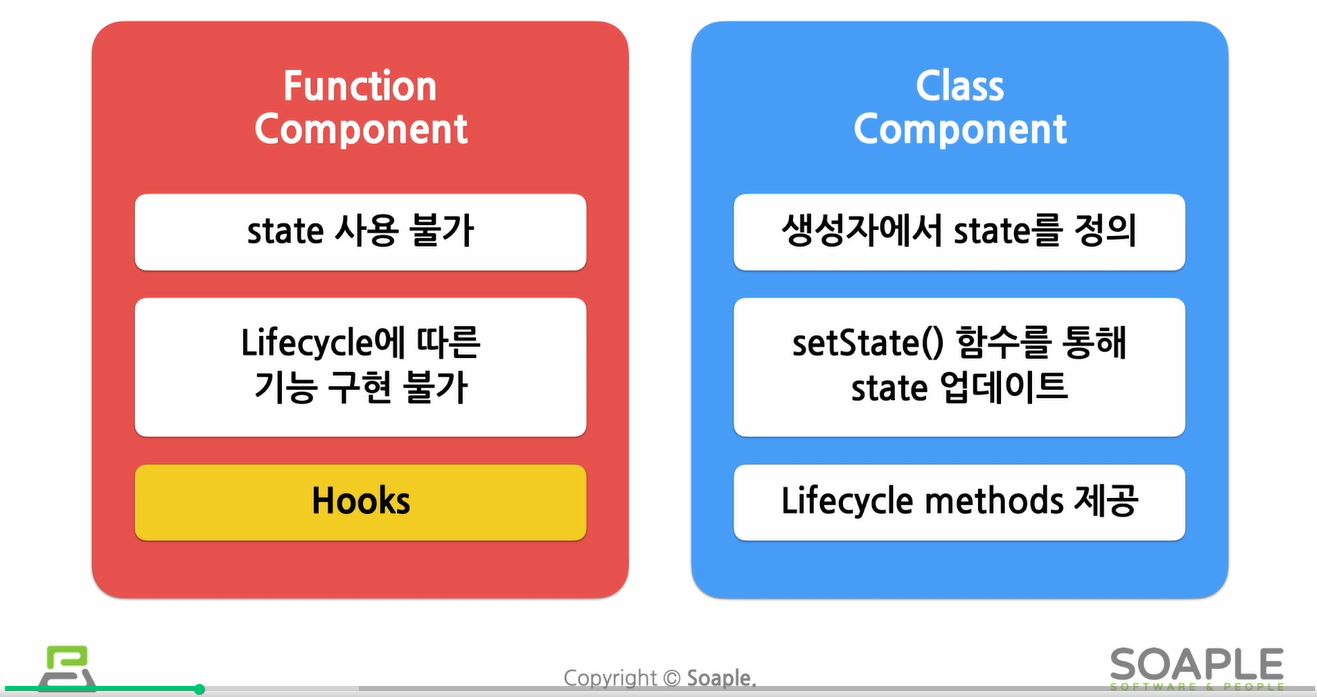 Function
Component
state 사용 불가
Lifecycle에 따른
기능 구현 불가
Hooks
Class
Component
생성자에서 state를 정의
setState() 함수를 통해
state 업데이트
Lifecycle methods 제공
Copyright © Soaple.
SOAPLE
SOFTWARE & PEOPLE